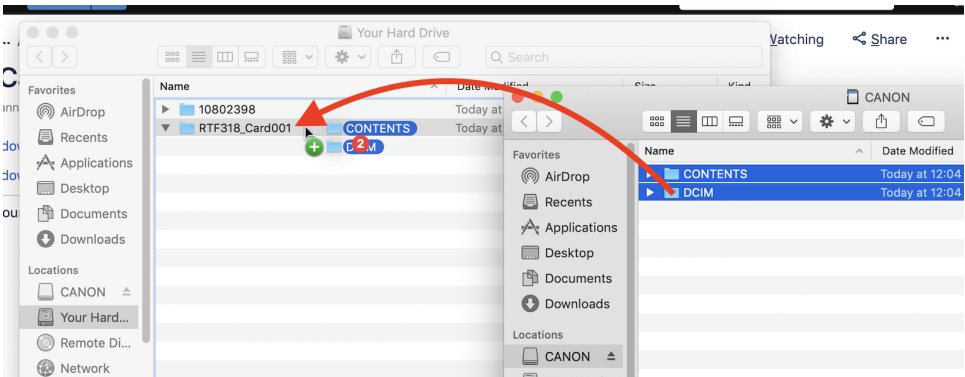 Your Hard Drive
Watching
Share
Search
Favorites
AirDrop
Recents
Applications
Desktop
Documents
Downloads
Locations
CANON
Your Hard...
Remote Di...
Network
Name
Date Modified
Size
Kind
10802398
Today at
RTF318_Card001
Today at
CONTENTS
DCIM
2
CANON
Favorites
AirDrop
Recents
Applications
Desktop
Documents
Downloads
Locations
CANON
Name
Date Modified
CONTENTS
Today at 12:04
DCIM
Today at 12:04